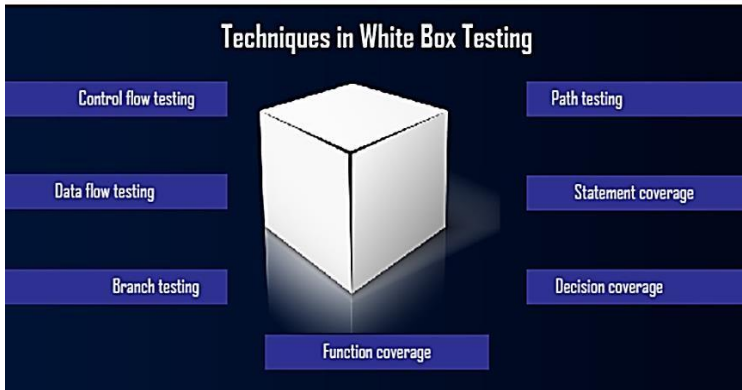 Techniques in White Box Testing
Control flow testing
Path testing
Data flow testing
Statement coverage
Branch testing
Decision coverage
Function coverage